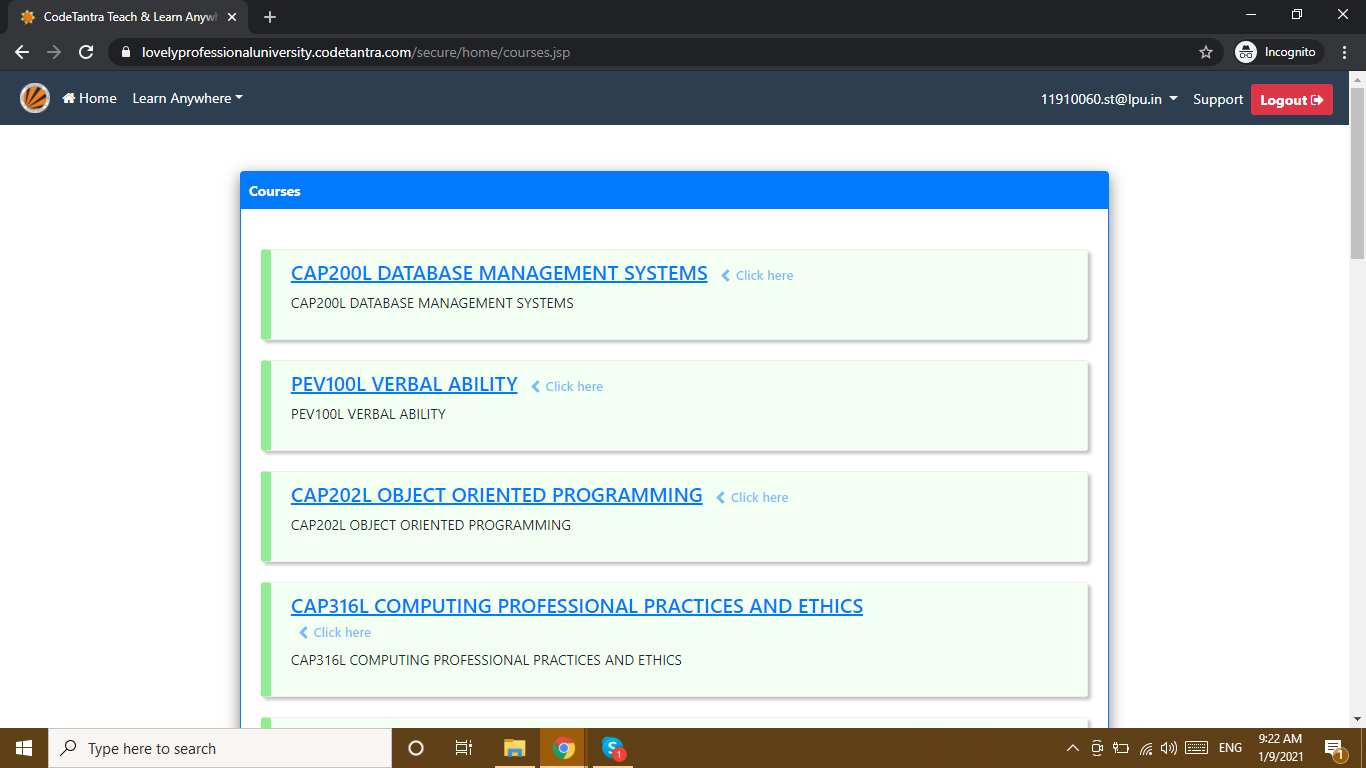 CodeTantra Teach & Learn Anywh
lovelyprofessionaluniversity.codetantra.com/secure/home/courses.jsp
Incognito
Home
Learn Anywhere
11910060.st@lpu.in
Support
Logout
Courses
CAP200L DATABASE MANAGEMENT SYSTEMS Click here
CAP200L DATABASE MANAGEMENT SYSTEMS
PEV100L VERBAL ABILITY Click here
PEV100L VERBAL ABILITY
CAP202L OBJECT ORIENTED PROGRAMMING Click here
CAP202L OBJECT ORIENTED PROGRAMMING
CAP316L COMPUTING PROFESSIONAL PRACTICES AND ETHICS
Click here
CAP316L COMPUTING PROFESSIONAL PRACTICES AND ETHICS
Type here to search
S
1
ENG
9:22 AM
1/9/2021
1